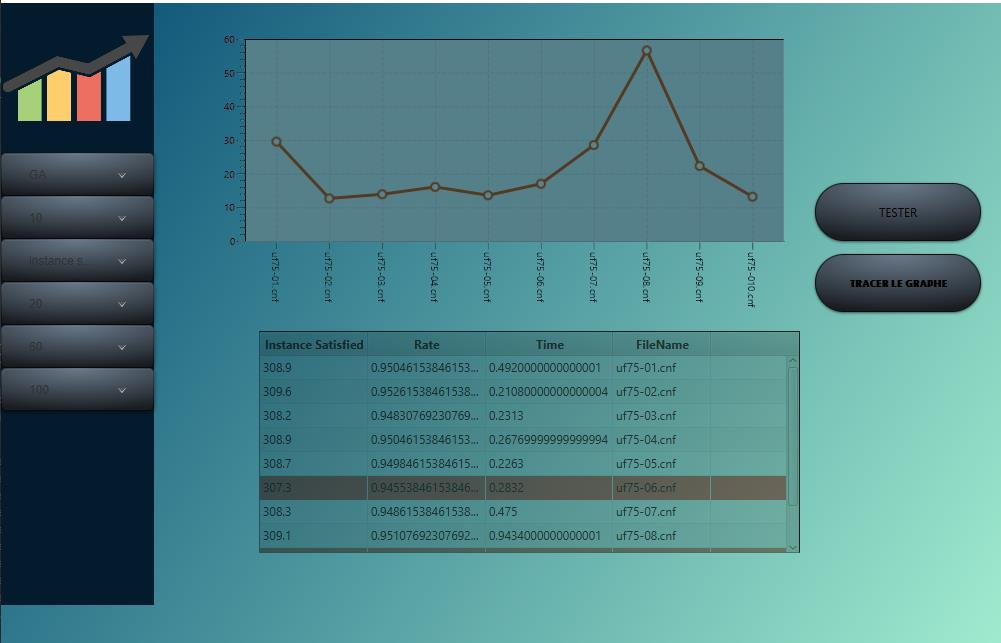 GA
10
Instance s...
20
50
100
60
50
40
30
20
10
0
uf75-01.cnf
uf75-02.cnf
uf75-03.cnf
uf75-04.cnf
uf75-05.cnf
uf75-06.cnf
uf75-07.cnf
uf75-08.cnf
uf75-09.cnf
uf75-010.cnf
TESTER
TRACER LE GRAPHE
Instance Satisfied Rate Time FileName
308.9 0.95046153846153... 0.4920000000000001 uf75-01.cnf
309.6 0.95261538461538... 0.21080000000000004 uf75-02.cnf
308.2 0.94830769230769... 0.2313 uf75-03.cnf
308.9 0.95046153846153... 0.26769999999999994 uf75-04.cnf
308.7 0.94984615384615... 0.2263 uf75-05.cnf
307.3 0.94553846153846... 0.2832 uf75-06.cnf
308.3 0.94861538461538... 0.475 uf75-07.cnf
309.1 0.95107692307692... 0.9434000000000001 uf75-08.cnf